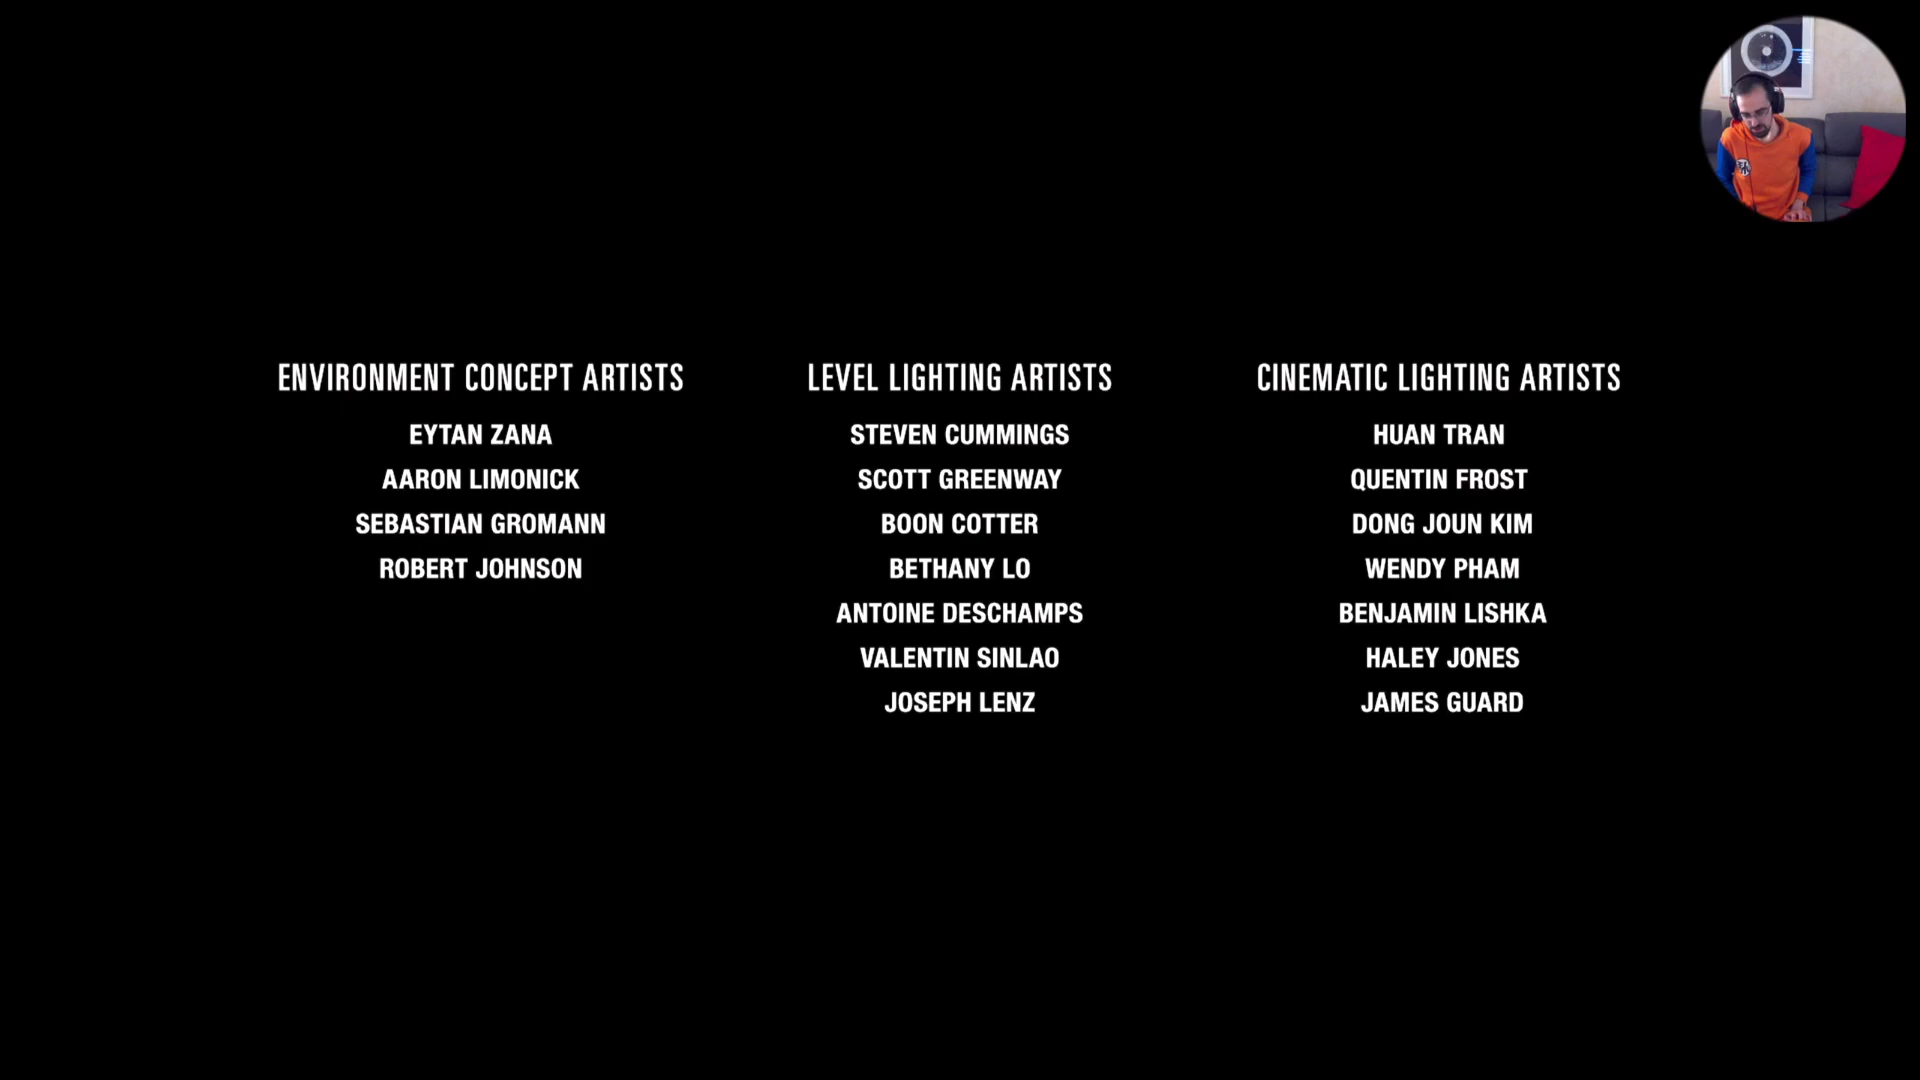 ENVIRONMENT CONCEPT ARTISTS
EYTAN ZANA
AARON LIMONICK
SEBASTIAN GROMANN
ROBERT JOHNSON
LEVEL LIGHTING ARTISTS
STEVEN CUMMINGS
SCOTT GREENWAY
BOON COTTER
BETHANY LO
ANTOINE DESCHAMPS
VALENTIN SINLAO
JOSEPH LENZ
CINEMATIC LIGHTING ARTISTS
HUAN TRAN
QUENTIN FROST
DONG JOUN KIM
WENDY PHAM
BENJAMIN LISHKA
HALEY JONES
JAMES GUARD